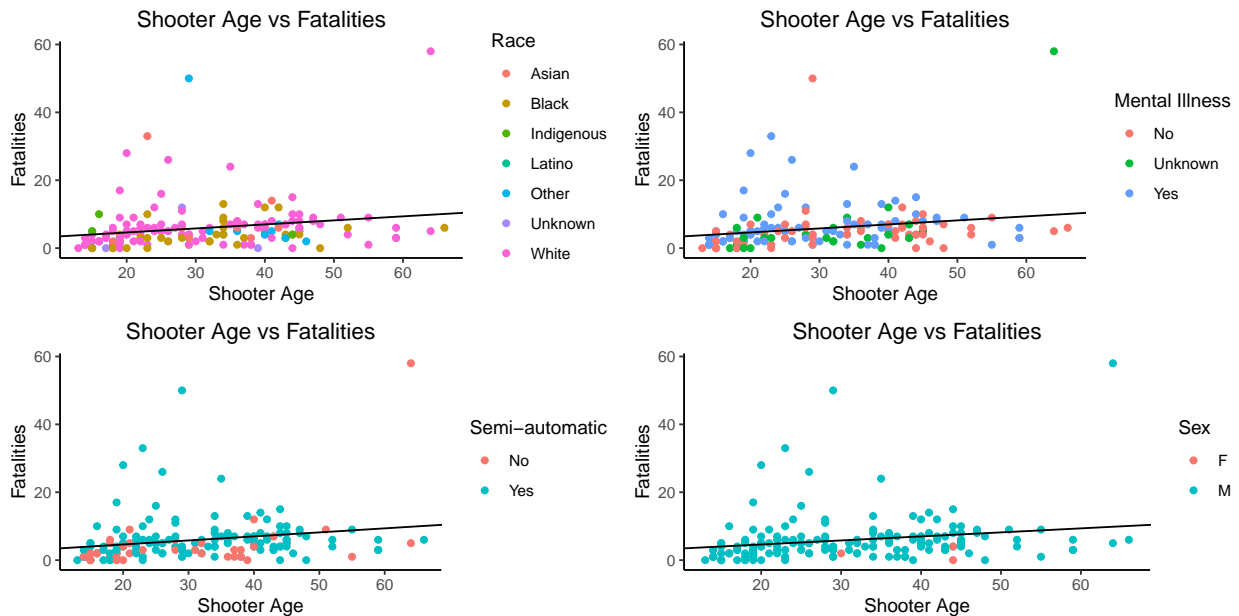 Shooter Age vs Fatalities
60
40
20
0
Fatalities
20 30 40 50 60
Shooter Age
Race
Asian
Black
Indigenous
Latino
Other
Unknown
White
Shooter Age vs Fatalities
60
40
20
0
Fatalities
20 30 40 50 60
Shooter Age
Mental Illness
No
Unknown
Yes
Shooter Age vs Fatalities
60
40
20
0
Fatalities
20 30 40 50 60
Shooter Age
Semi−automatic
No
Yes
Shooter Age vs Fatalities
60
40
20
0
Fatalities
20 30 40 50 60
Shooter Age
Sex
F
M